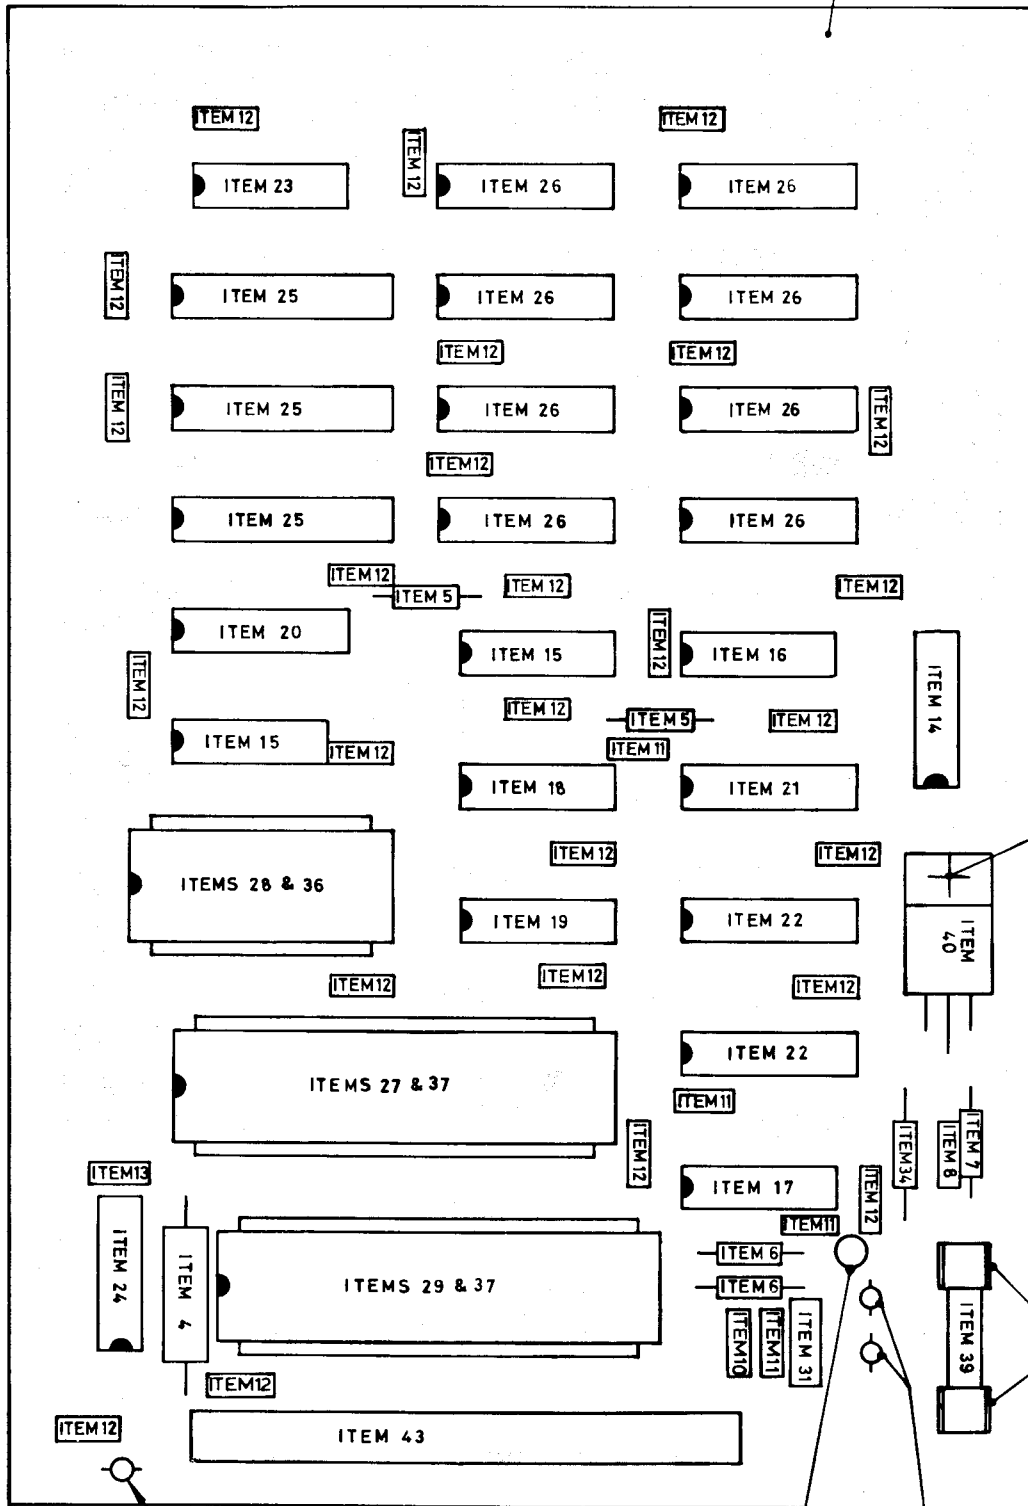 ITEM 12
ITEM 12
ITEM 12
ITEM 23
ITEM 26
ITEM 26
ITEM 12
ITEM 25
ITEM 26
ITEM 26
ITEM 12
ITEM 12
ITEM 12
ITEM 25
ITEM 26
ITEM 26
ITEM 12
ITEM 12
ITEM 25
ITEM 26
ITEM 26
ITEM 12
ITEM 5
ITEM 12
ITEM 12
ITEM 20
ITEM 15
ITEM 12
ITEM 16
ITEM 14
ITEM 12
ITEM 12
ITEM 5
ITEM 12
ITEM 15
ITEM 12
ITEM 11
ITEM 18
ITEM 21
ITEM 12
ITEM 12
ITEMS 28 & 36
ITEM 19
ITEM 22
ITEM
40
ITEM 12
ITEM 12
ITEM 12
ITEM 22
ITEMS 27 & 37
ITEM 11
ITEM 12
ITEM 34
ITEM 8
ITEM 7
ITEM 13
ITEM 17
ITEM 12
ITEM 11
ITEM 24
ITEM 4
ITEMS 29 & 37
ITEM 6
ITEM 6
ITEM 10
ITEM 11
ITEM 31
ITEM 39
ITEM 12
ITEM 12
ITEM 43